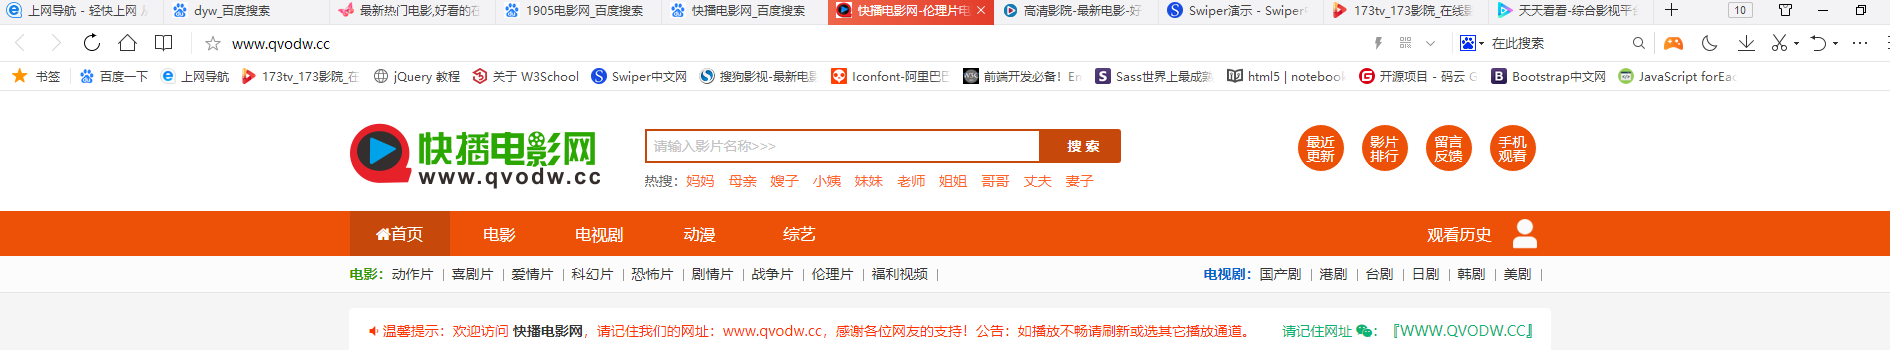 上网导航 - 轻快上网 从 dyw_百度搜索 最新热门电影,好看的在 1905电影网_百度搜索 快播电影网_百度搜索 快播电影网-伦理片电 高清影院-最新电影-好 Swiper演示 - Swiper中 173tv_173影院_在线影 天天看看-综合影视平台 10
www.qvodw.cc 在此搜索
书签 百度一下 上网导航 173tv_173影院_在 jQuery 教程 关于 W3School Swiper中文网 搜狗影视-最新电影 Iconfont-阿里巴巴 前端开发必备！Em Sass世界上最成熟 html5 | notebook 开源项目 - 码云 G Bootstrap中文网 JavaScript forEac
快播电影网
www.qvodw.cc
请输入影片名称>>> 搜 索
热搜： 妈妈 母亲 嫂子 小姨 妹妹 老师 姐姐 哥哥 丈夫 妻子
最近更新 影片排行 留言反馈 手机观看
首页 电影 电视剧 动漫 综艺 观看历史
电影：动作片 | 喜剧片 | 爱情片 | 科幻片 | 恐怖片 | 剧情片 | 战争片 | 伦理片 | 福利视频 | 电视剧：国产剧 | 港剧 | 台剧 | 日剧 | 韩剧 | 美剧 |
温馨提示：欢迎访问 快播电影网，请记住我们的网址：www.qvodw.cc，感谢各位网友的支持！公告：如播放不畅请刷新或选其它播放通道。 请记住网址：『WWW.QVODW.CC』